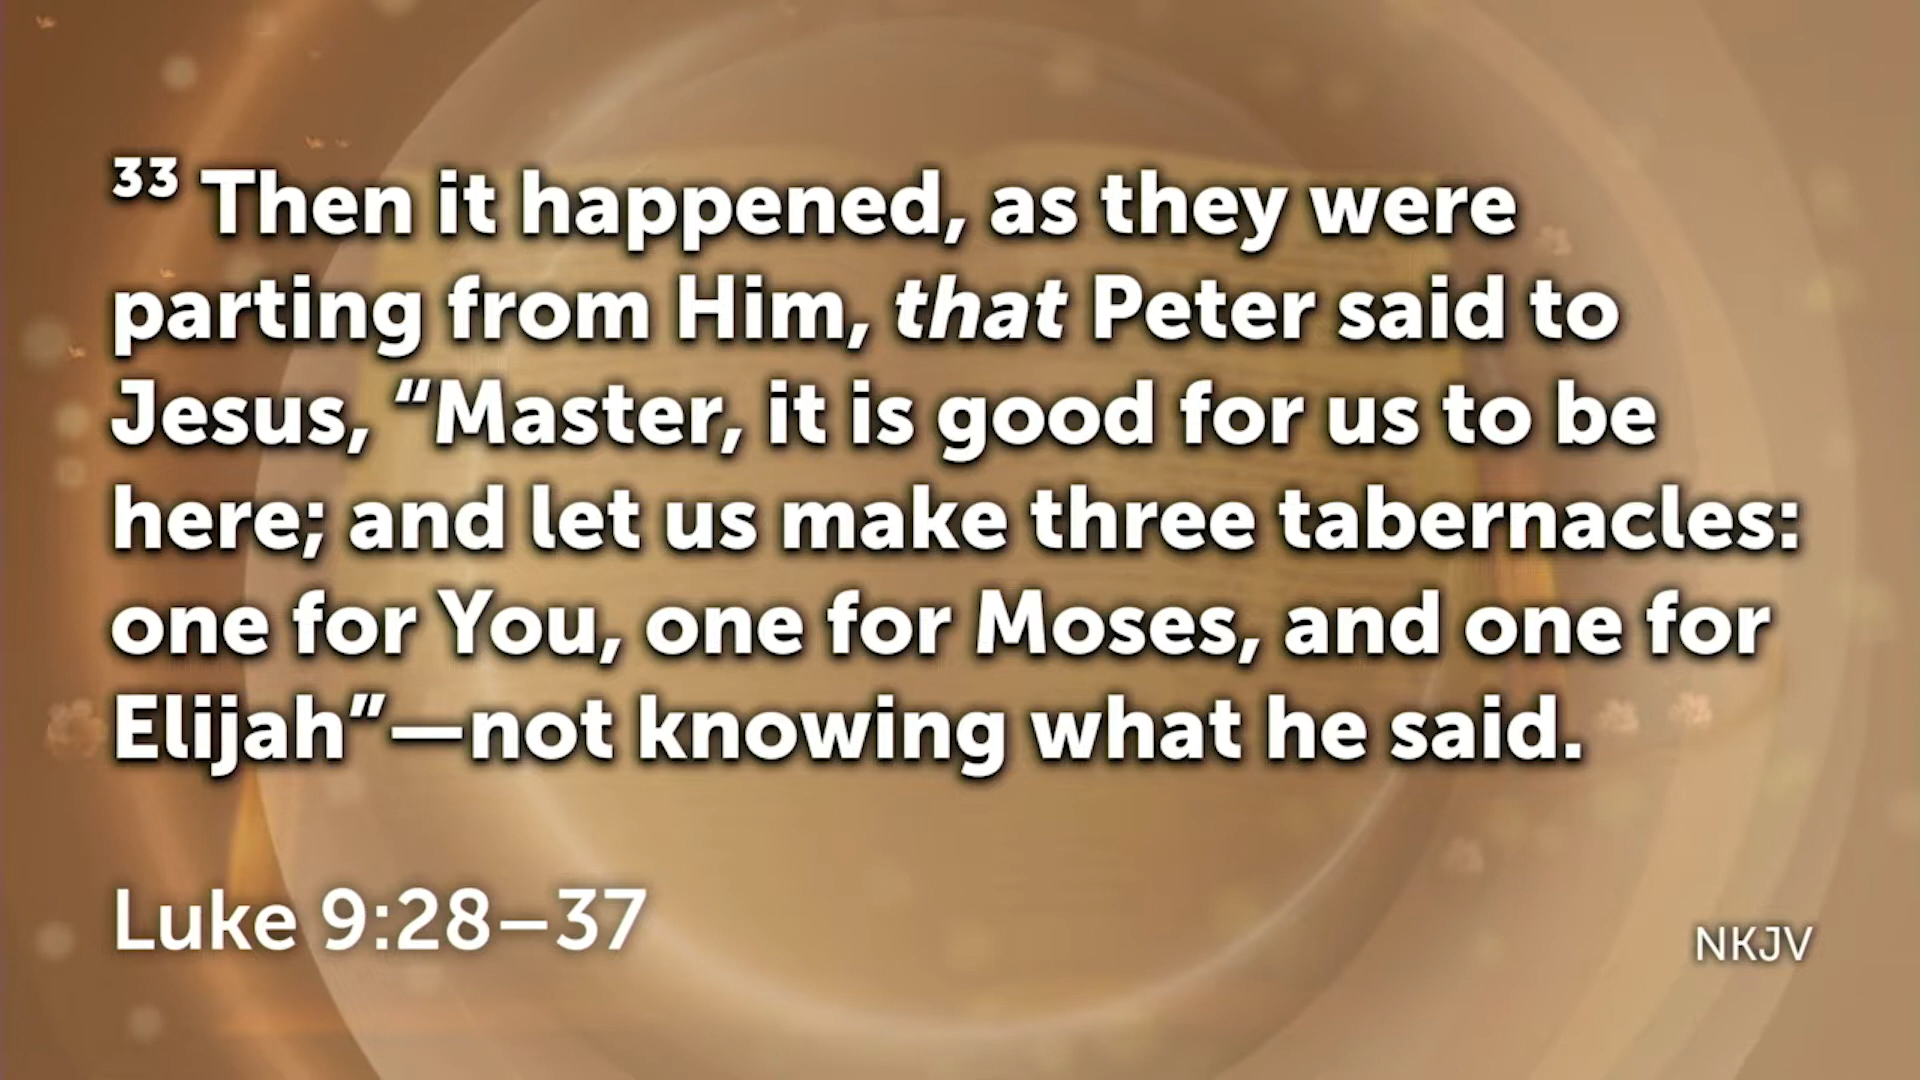 33 Then it happened, as they were
parting from Him, that Peter said to
Jesus, “Master, it is good for us to be
here; and let us make three tabernacles:
one for You, one for Moses, and one for
Elijah”—not knowing what he said.
Luke 9:28–37
NKJV